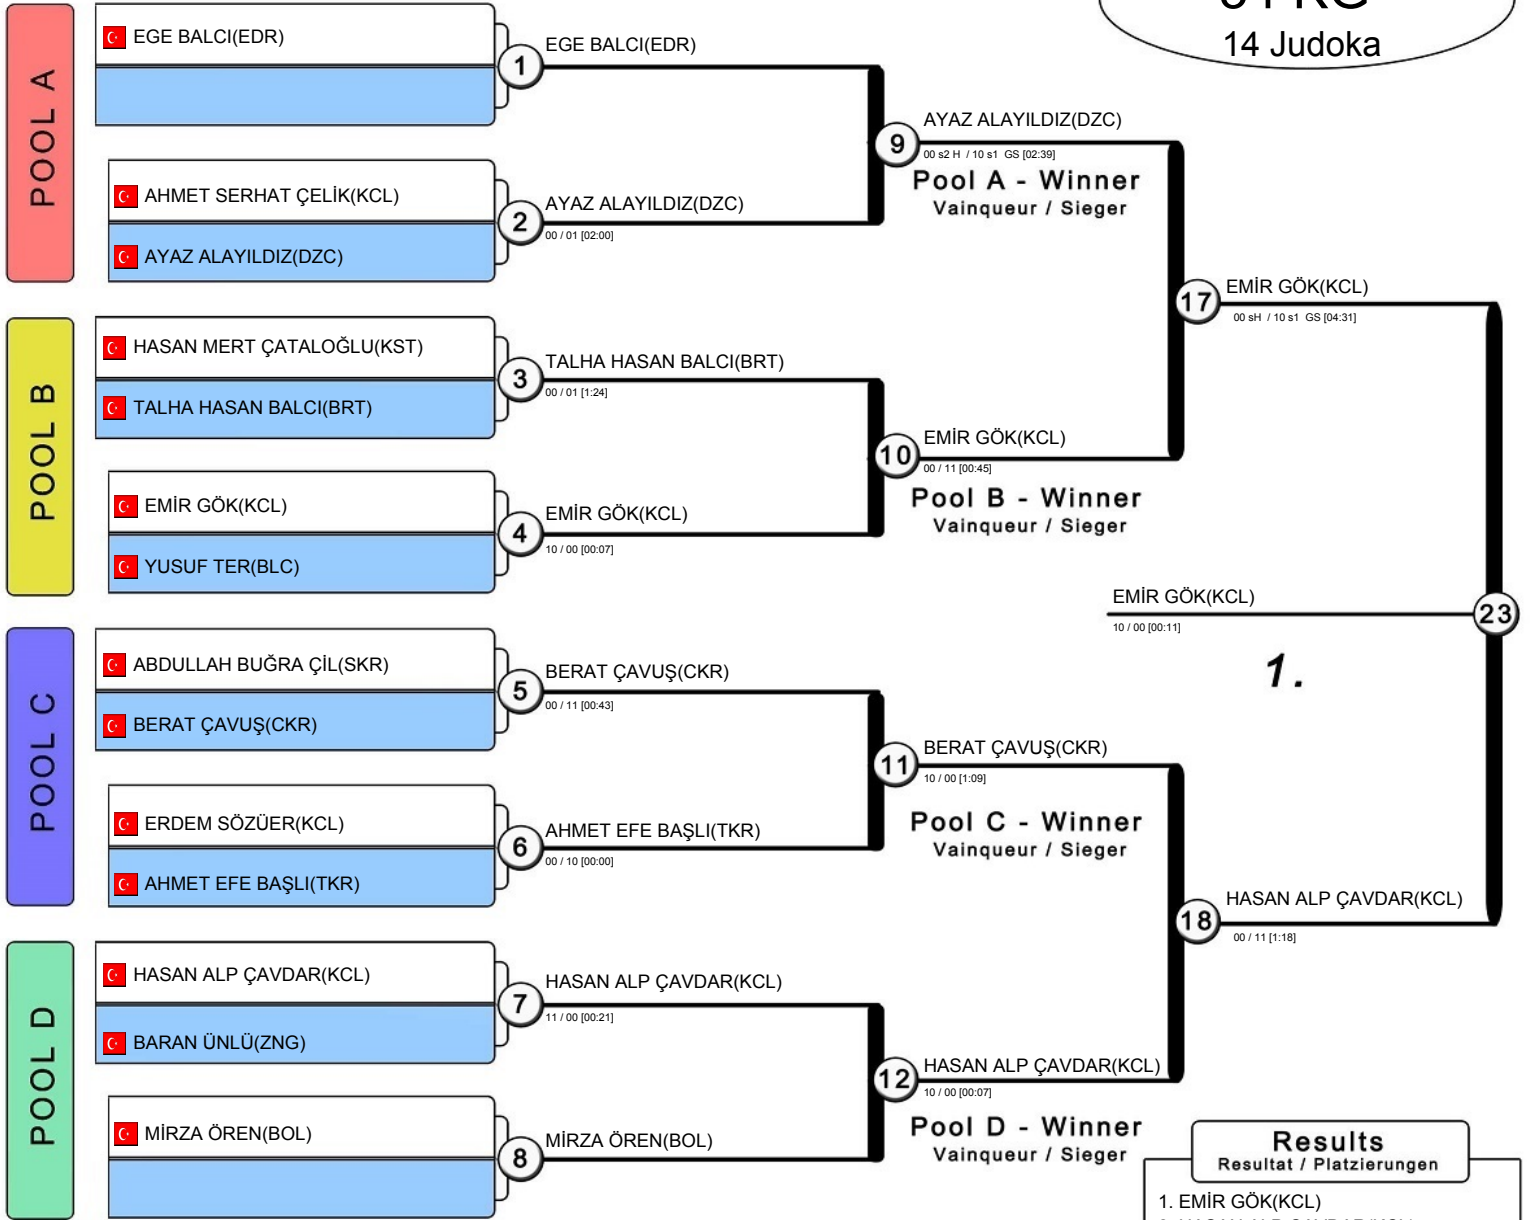 14 Judoka
POOL A
EGE BALCI(EDR)
1
EGE BALCI(EDR)
AHMET SERHAT ÇELİK(KCL)
AYAZ ALAYILDIZ(DZC)
2
AYAZ ALAYILDIZ(DZC)
00 / 01 [02:00]
9
AYAZ ALAYILDIZ(DZC)
00 s2 H / 10 s1 GS [02:39]
Pool A - Winner
Vainqueur / Sieger
POOL B
HASAN MERT ÇATALOĞLU(KST)
TALHA HASAN BALCI(BRT)
3
TALHA HASAN BALCI(BRT)
00 / 01 [1:24]
EMİR GÖK(KCL)
YUSUF TER(BLC)
4
EMİR GÖK(KCL)
10 / 00 [00:07]
10
EMİR GÖK(KCL)
00 / 11 [00:45]
Pool B - Winner
Vainqueur / Sieger
17
EMİR GÖK(KCL)
00 sH / 10 s1 GS [04:31]
POOL C
ABDULLAH BUĞRA ÇİL(SKR)
BERAT ÇAVUŞ(CKR)
5
BERAT ÇAVUŞ(CKR)
00 / 11 [00:43]
ERDEM SÖZÜER(KCL)
AHMET EFE BAŞLI(TKR)
6
AHMET EFE BAŞLI(TKR)
00 / 10 [00:00]
11
BERAT ÇAVUŞ(CKR)
10 / 00 [1:09]
Pool C - Winner
Vainqueur / Sieger
POOL D
HASAN ALP ÇAVDAR(KCL)
BARAN ÜNLÜ(ZNG)
7
HASAN ALP ÇAVDAR(KCL)
11 / 00 [00:21]
MİRZA ÖREN(BOL)
8
MİRZA ÖREN(BOL)
12
HASAN ALP ÇAVDAR(KCL)
10 / 00 [00:07]
Pool D - Winner
Vainqueur / Sieger
18
HASAN ALP ÇAVDAR(KCL)
00 / 11 [1:18]
EMİR GÖK(KCL)
10 / 00 [00:11]
23
1.
Results
Resultat / Platzierungen
1. EMİR GÖK(KCL)